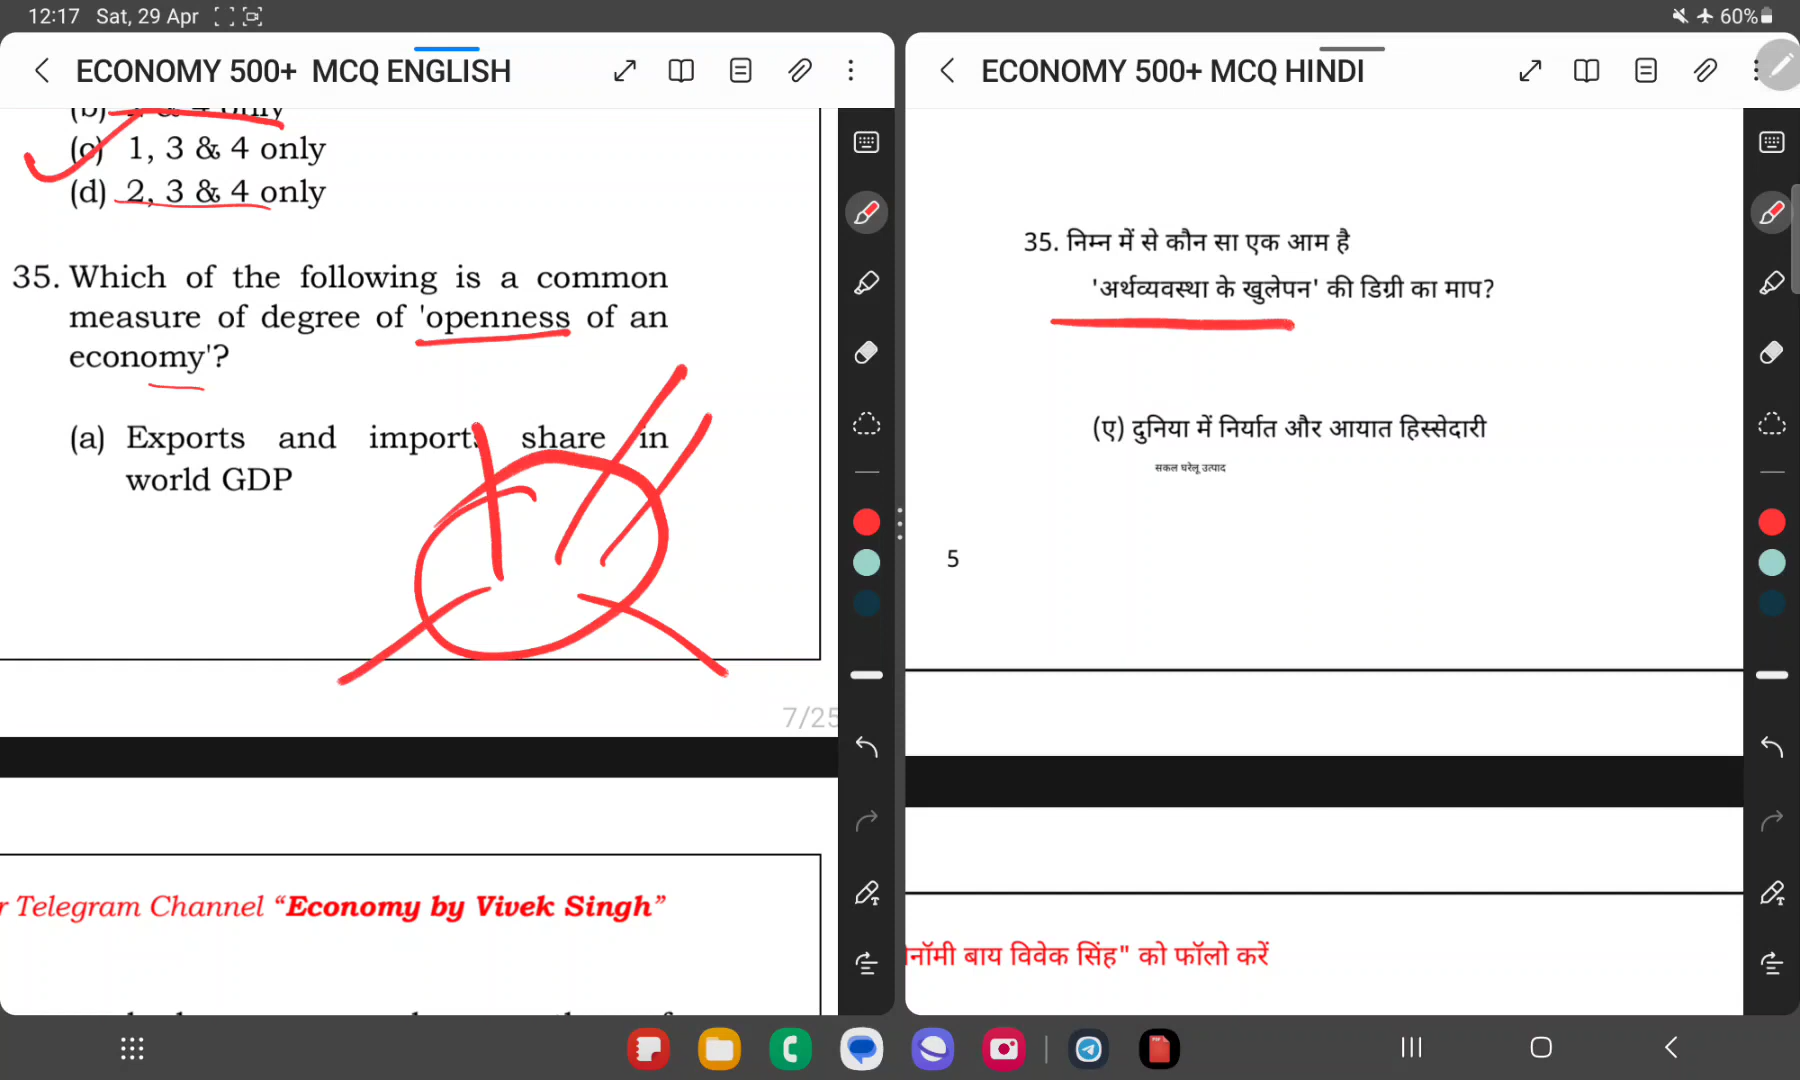 12:17 Sat, 29 Apr
60%
ECONOMY 500+ MCQ ENGLISH
& 4 only
(c) 1, 3 & 4 only
(d) 2, 3 & 4 only
35. Which of the following is a common
measure of degree of 'openness of an
economy'?
(a) Exports and imports share in
world GDP
7/25
r Telegram Channel “Economy by Vivek Singh”
ECONOMY 500+ MCQ HINDI
35. निम्न में से कौन सा एक आम है
'अर्थव्यवस्था के खुलेपन' की डिग्री का माप?
(ए) दुनिया में निर्यात और आयात हिस्सेदारी
सकल घरेलू उत्पाद
5
नॉमी बाय विवेक सिंह" को फॉलो करें